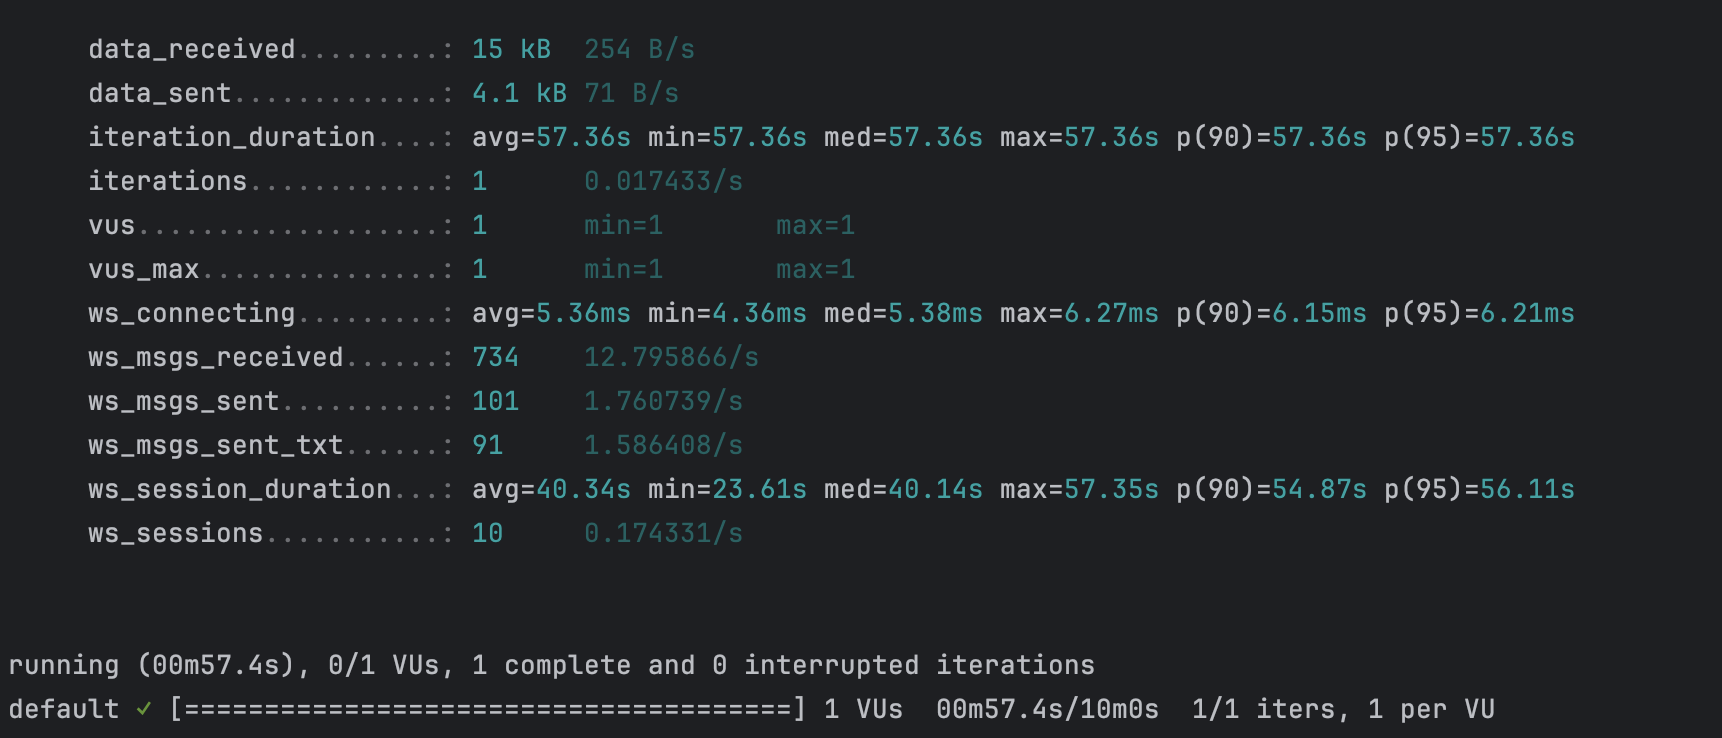 data_received.........: 15 kB 254 B/s
data_sent.............: 4.1 kB 71 B/s
iteration_duration....: avg=57.36s min=57.36s med=57.36s max=57.36s p(90)=57.36s p(95)=57.36s
iterations............: 1 0.017433/s
vus...................: 1 min=1 max=1
vus_max...............: 1 min=1 max=1
ws_connecting.........: avg=5.36ms min=4.36ms med=5.38ms max=6.27ms p(90)=6.15ms p(95)=6.21ms
ws_msgs_received......: 734 12.795866/s
ws_msgs_sent..........: 101 1.760739/s
ws_msgs_sent_txt......: 91 1.586408/s
ws_session_duration...: avg=40.34s min=23.61s med=40.14s max=57.35s p(90)=54.87s p(95)=56.11s
ws_sessions...........: 10 0.174331/s
running (00m57.4s), 0/1 VUs, 1 complete and 0 interrupted iterations
default ✓ [======================================] 1 VUs 00m57.4s/10m0s 1/1 iters, 1 per VU